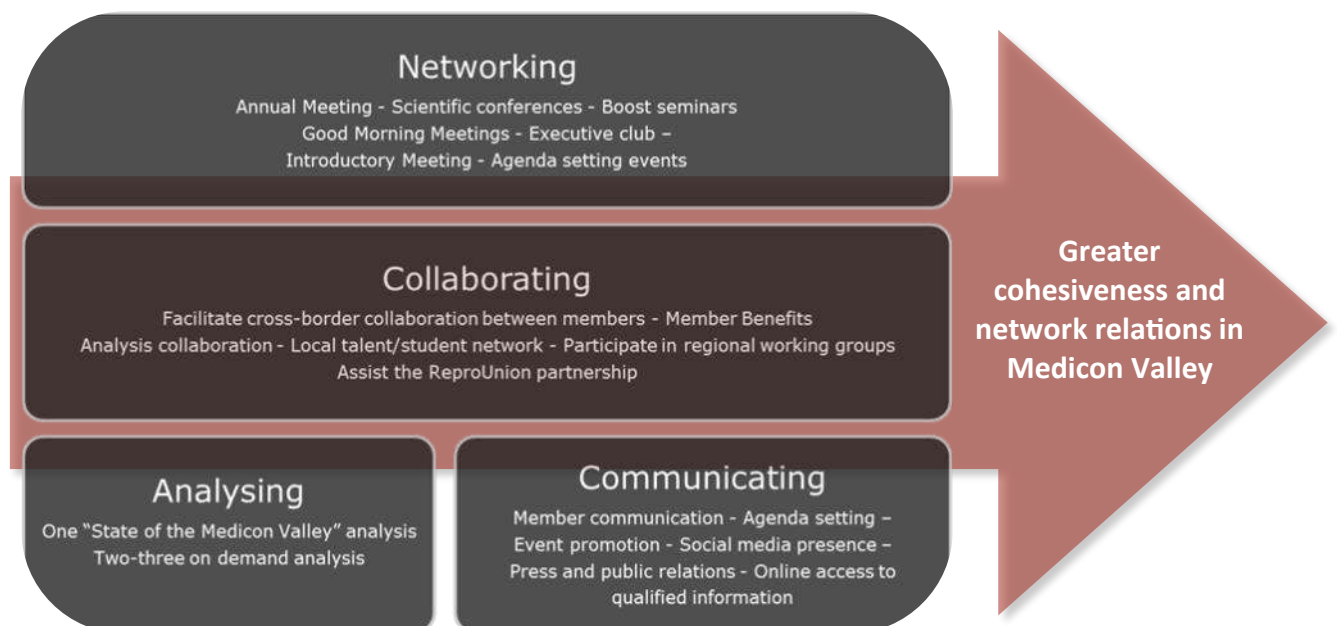 Networking
Annual Meeting - Scientific conferences - Boost seminars
Good Morning Meetings - Executive club –
Introductory Meeting - Agenda setting events
Collaborating
Facilitate cross-border collaboration between members - Member Benefits
Analysis collaboration - Local talent/student network - Participate in regional working groups
Assist the ReproUnion partnership
Analysing
One “State of the Medicon Valley” analysis
Two-three on demand analysis
Communicating
Member communication - Agenda setting –
Event promotion - Social media presence –
Press and public relations - Online access to
qualified information
Greater
cohesiveness and
network relations in
Medicon Valley